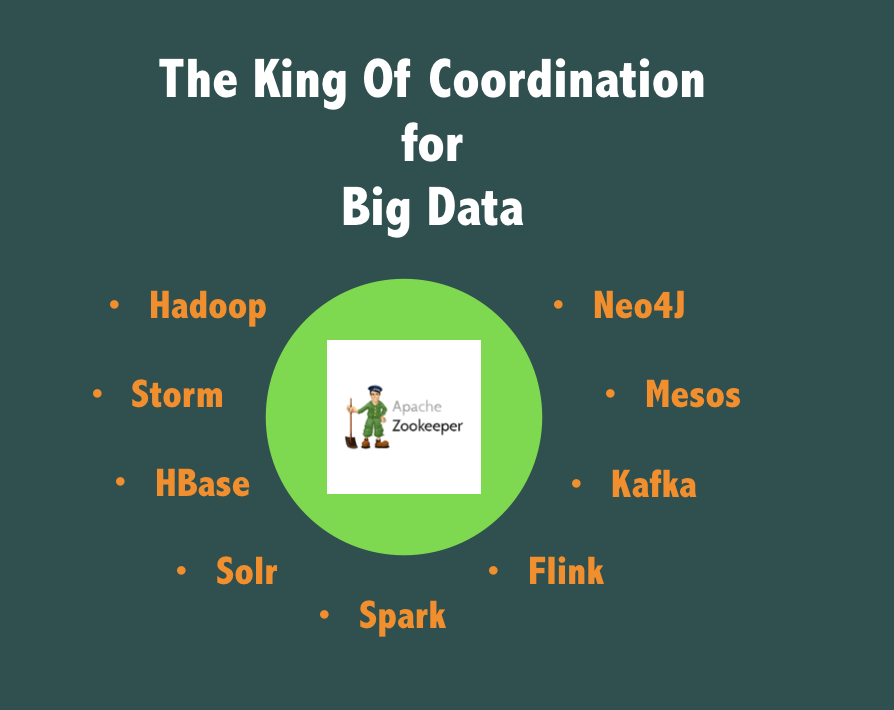 The King Of Coordination
for
Big Data
• Hadoop
• Neo4J
• Storm
• Mesos
Apache
Zookeeper
• HBase
• Kafka
• Solr
• Flink
• Spark